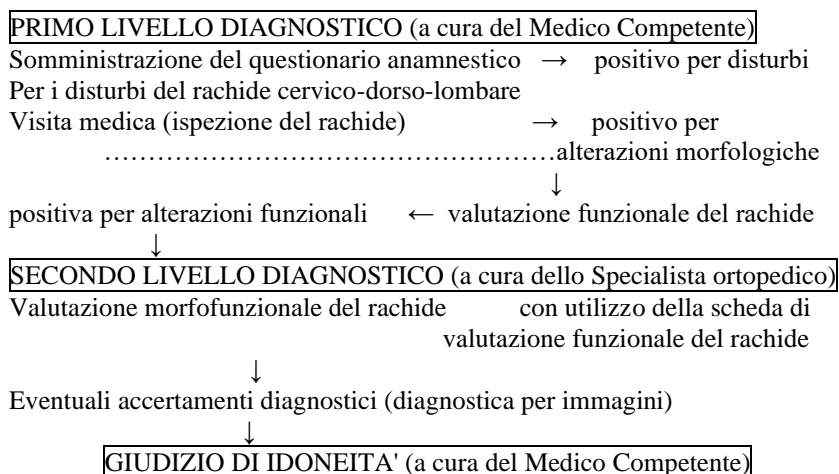 PRIMO LIVELLO DIAGNOSTICO (a cura del Medico Competente)
Somministrazione del questionario anamnestico → positivo per disturbi
Per i disturbi del rachide cervico-dorso-lombare
Visita medica (ispezione del rachide) → positivo per
……………………………………………alterazioni morfologiche
↓
positiva per alterazioni funzionali ← valutazione funzionale del rachide
↓
SECONDO LIVELLO DIAGNOSTICO (a cura dello Specialista ortopedico)
Valutazione morfofunzionale del rachide con utilizzo della scheda di
valutazione funzionale del rachide
↓
Eventuali accertamenti diagnostici (diagnostica per immagini)
↓
GIUDIZIO DI IDONEITA' (a cura del Medico Competente)